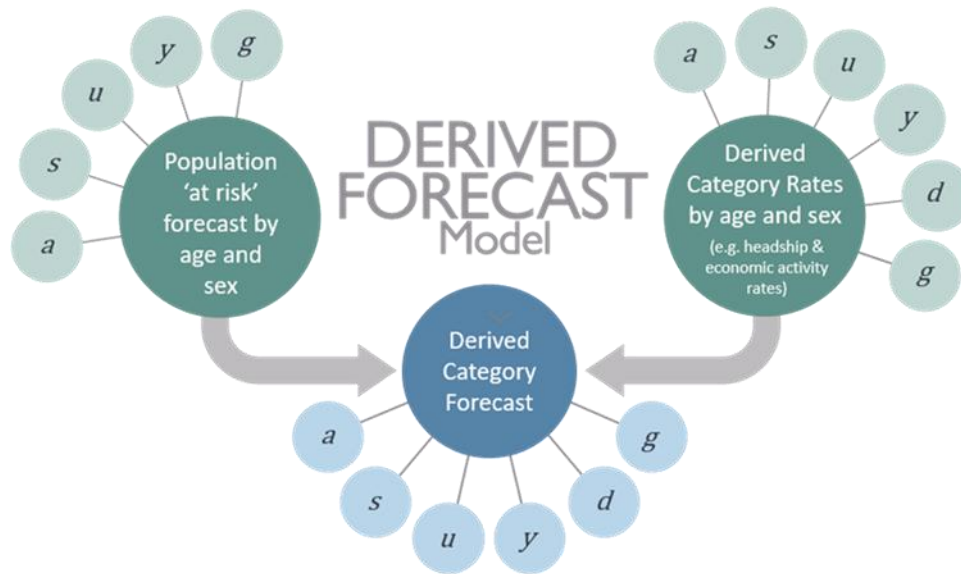 a
s
u
y
g
Population
‘at risk’
forecast by
age and
sex
DERIVED
FORECAST
Model
a
s
u
y
d
g
Derived
Category Rates
by age and sex
(e.g. headship &
economic activity
rates)
Derived
Category
Forecast
a
s
u
y
d
g